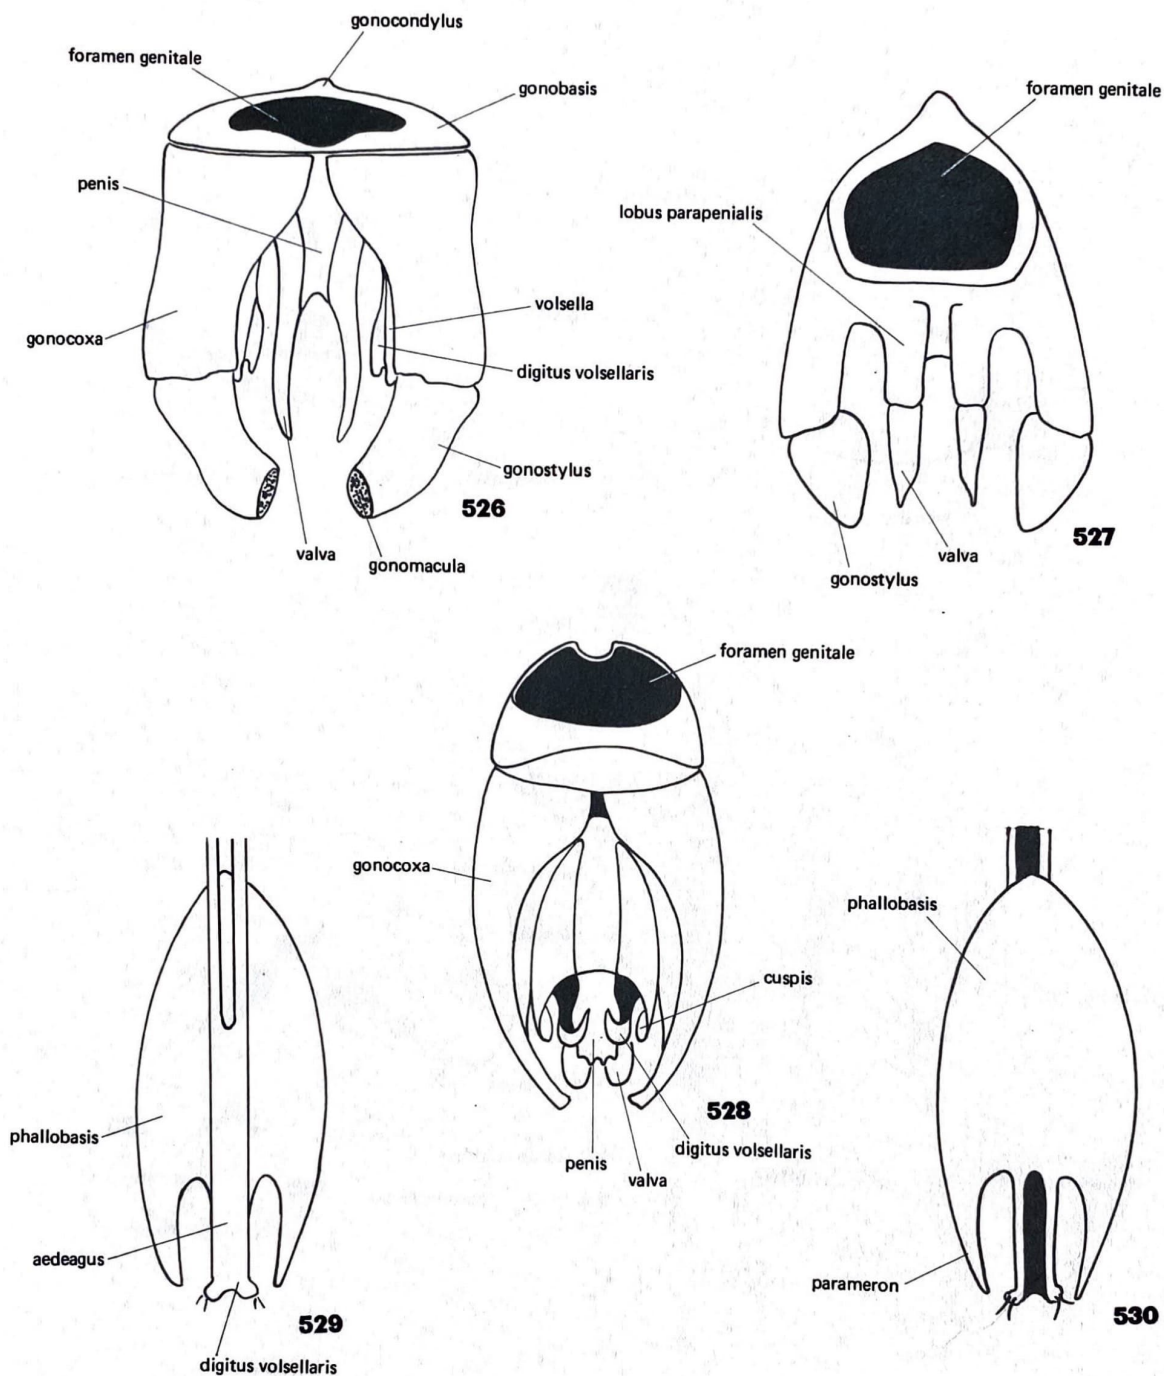 gonocondylus
foramen genitale
gonobasis
penis
volsella
gonocoxa
digitus volsellaris
gonostylus
526
valva
gonomacula
foramen genitale
lobus parapenialis
527
valva
gonostylus
foramen genitale
gonocoxa
cuspis
528
digitus volsellaris
penis
valva
phallobasis
aedeagus
529
digitus volsellaris
phallobasis
parameron
530